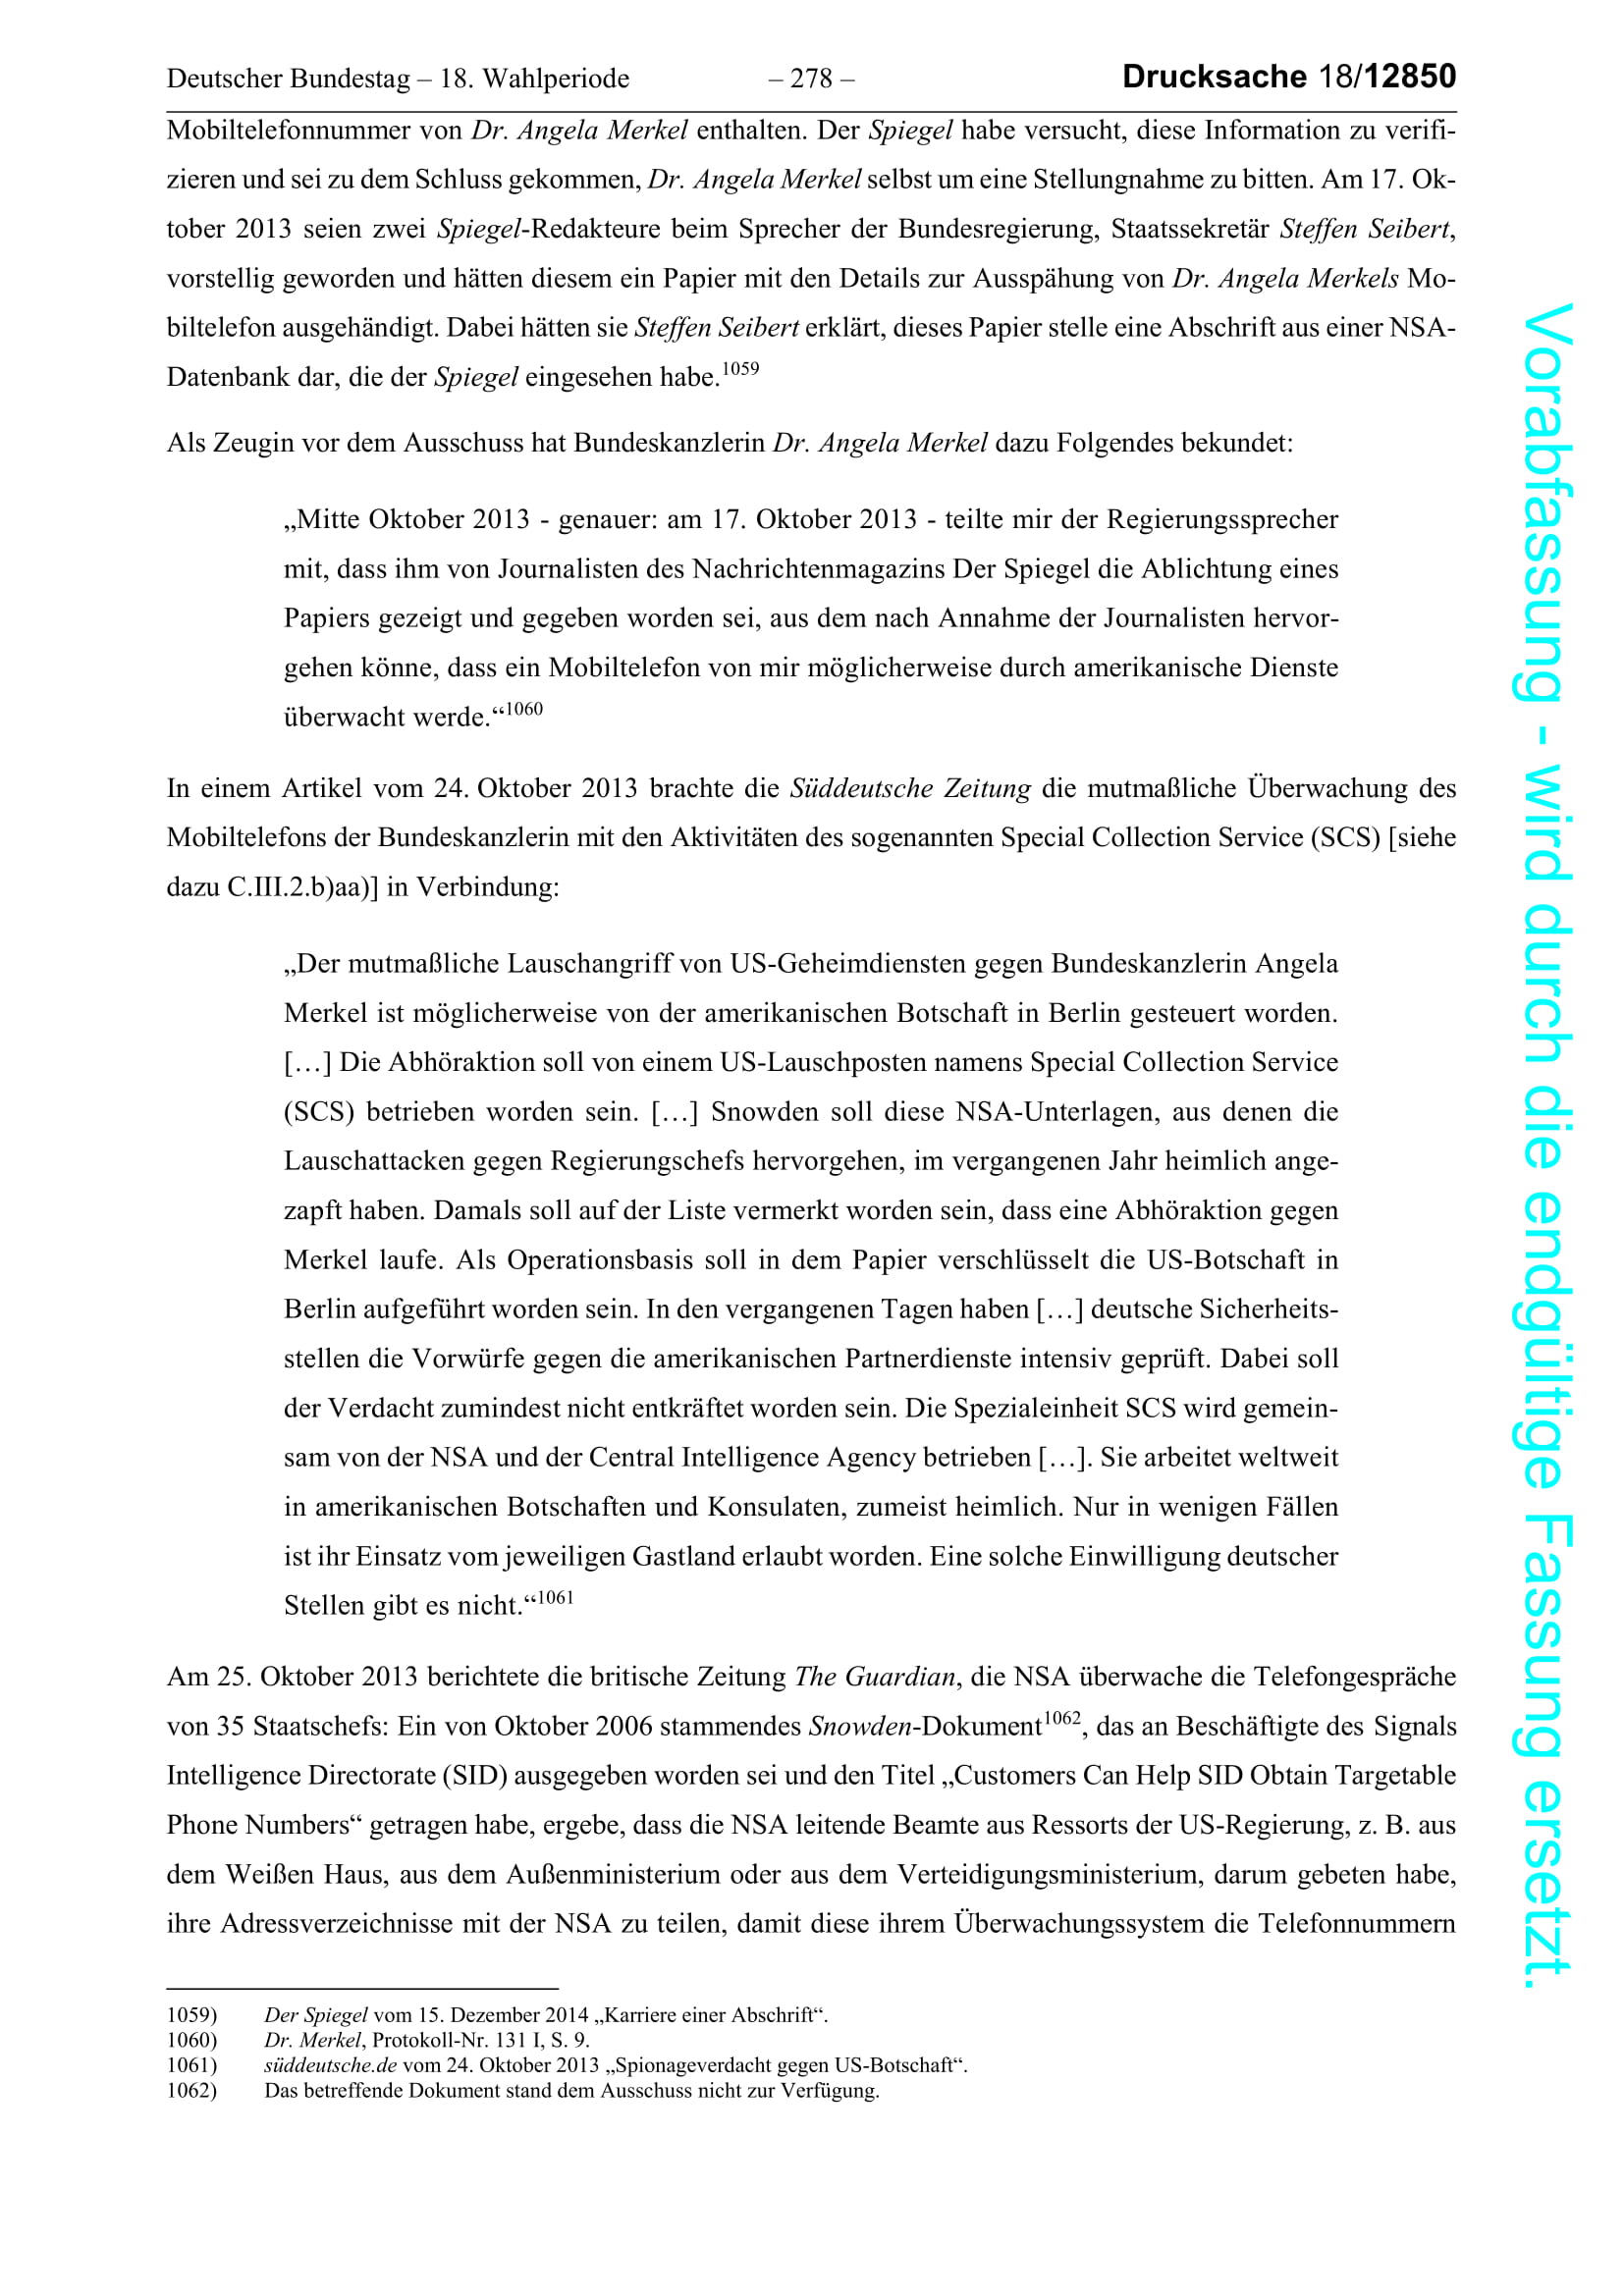 Deutscher Bundestag – 18. Wahlperiode – 278 – Drucksache 18/12850
Mobiltelefonnummer von Dr. Angela Merkel enthalten. Der Spiegel habe versucht, diese Information zu verifi-
zieren und sei zu dem Schluss gekommen, Dr. Angela Merkel selbst um eine Stellungnahme zu bitten. Am 17. Ok-
tober 2013 seien zwei Spiegel-Redakteure beim Sprecher der Bundesregierung, Staatssekretär Steffen Seibert,
vorstellig geworden und hätten diesem ein Papier mit den Details zur Ausspähung von Dr. Angela Merkels Mo-
biltelefon ausgehändigt. Dabei hätten sie Steffen Seibert erklärt, dieses Papier stelle eine Abschrift aus einer NSA-
Datenbank dar, die der Spiegel eingesehen habe.1059
Als Zeugin vor dem Ausschuss hat Bundeskanzlerin Dr. Angela Merkel dazu Folgendes bekundet:
„Mitte Oktober 2013 - genauer: am 17. Oktober 2013 - teilte mir der Regierungssprecher
mit, dass ihm von Journalisten des Nachrichtenmagazins Der Spiegel die Ablichtung eines
Papiers gezeigt und gegeben worden sei, aus dem nach Annahme der Journalisten hervor-
gehen könne, dass ein Mobiltelefon von mir möglicherweise durch amerikanische Dienste
überwacht werde.“1060
In einem Artikel vom 24. Oktober 2013 brachte die Süddeutsche Zeitung die mutmaßliche Überwachung des
Mobiltelefons der Bundeskanzlerin mit den Aktivitäten des sogenannten Special Collection Service (SCS) [siehe
dazu C.III.2.b)aa)] in Verbindung:
„Der mutmaßliche Lauschangriff von US-Geheimdiensten gegen Bundeskanzlerin Angela
Merkel ist möglicherweise von der amerikanischen Botschaft in Berlin gesteuert worden.
[…] Die Abhöraktion soll von einem US-Lauschposten namens Special Collection Service
(SCS) betrieben worden sein. […] Snowden soll diese NSA-Unterlagen, aus denen die
Lauschattacken gegen Regierungschefs hervorgehen, im vergangenen Jahr heimlich ange-
zapft haben. Damals soll auf der Liste vermerkt worden sein, dass eine Abhöraktion gegen
Merkel laufe. Als Operationsbasis soll in dem Papier verschlüsselt die US-Botschaft in
Berlin aufgeführt worden sein. In den vergangenen Tagen haben […] deutsche Sicherheits-
stellen die Vorwürfe gegen die amerikanischen Partnerdienste intensiv geprüft. Dabei soll
der Verdacht zumindest nicht entkräftet worden sein. Die Spezialeinheit SCS wird gemein-
sam von der NSA und der Central Intelligence Agency betrieben […]. Sie arbeitet weltweit
in amerikanischen Botschaften und Konsulaten, zumeist heimlich. Nur in wenigen Fällen
ist ihr Einsatz vom jeweiligen Gastland erlaubt worden. Eine solche Einwilligung deutscher
Stellen gibt es nicht.“1061
Am 25. Oktober 2013 berichtete die britische Zeitung The Guardian, die NSA überwache die Telefongespräche
von 35 Staatschefs: Ein von Oktober 2006 stammendes Snowden-Dokument1062, das an Beschäftigte des Signals
Intelligence Directorate (SID) ausgegeben worden sei und den Titel „Customers Can Help SID Obtain Targetable
Phone Numbers“ getragen habe, ergebe, dass die NSA leitende Beamte aus Ressorts der US-Regierung, z. B. aus
dem Weißen Haus, aus dem Außenministerium oder aus dem Verteidigungsministerium, darum gebeten habe,
ihre Adressverzeichnisse mit der NSA zu teilen, damit diese ihrem Überwachungssystem die Telefonnummern
1059) Der Spiegel vom 15. Dezember 2014 „Karriere einer Abschrift“.
1060) Dr. Merkel, Protokoll-Nr. 131 I, S. 9.
1061) süddeutsche.de vom 24. Oktober 2013 „Spionageverdacht gegen US-Botschaft“.
1062) Das betreffende Dokument stand dem Ausschuss nicht zur Verfügung.
Vorabfassung - wird durch die endgültige Fassung ersetzt.